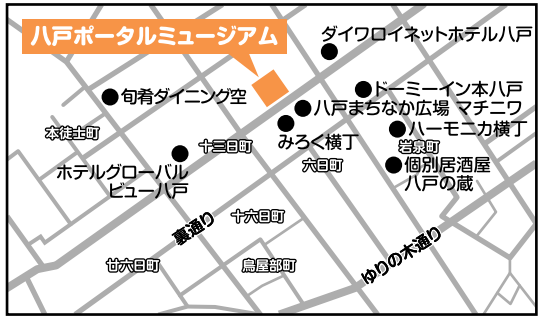 ダイワロイネットホテル八戸
八戸ポータルミュージアム
ドーミーイン本八戸
旬肴ダイニング空
八戸まちなか広場 マチニワ
ハーモニカ横丁
本徒士町
みろく横丁
十三日町
岩泉町
六日町
個別居酒屋
八戸の蔵
ホテルグローバル
ビュー八戸
十六日町
裏通り
ゆりの木通り
廿六日町
鳥屋部町